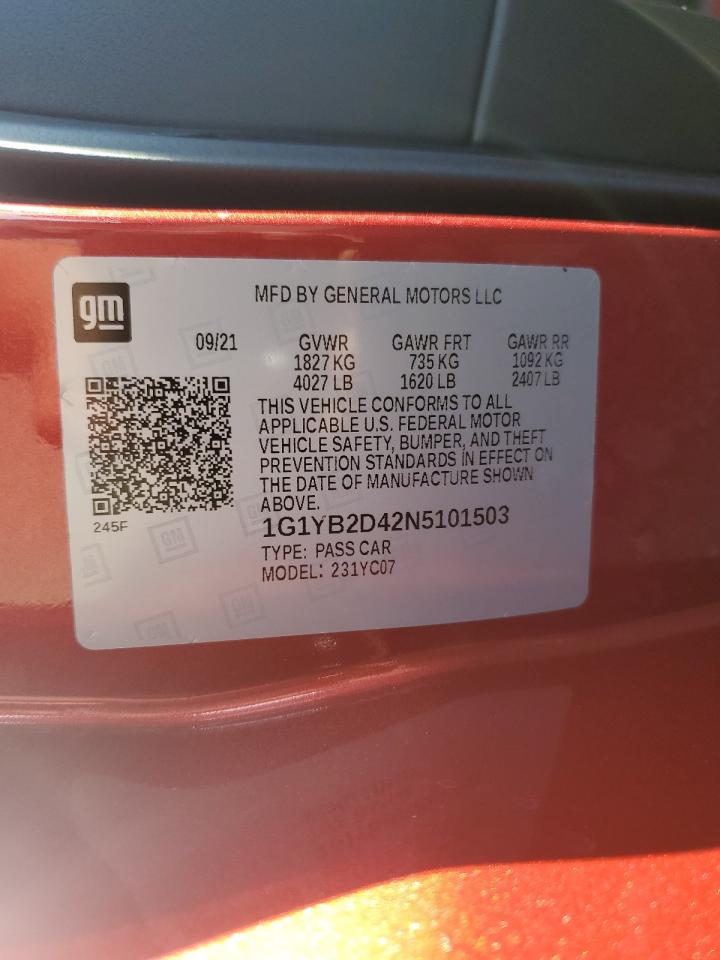 gm
MFD BY GENERAL MOTORS LLC
09/21 GVWR GAWR FRT GAWR RR
1827 KG 735 KG 1092 KG
4027 LB 1620 LB 2407 LB
THIS VEHICLE CONFORMS TO ALL
APPLICABLE U.S. FEDERAL MOTOR
VEHICLE SAFETY, BUMPER, AND THEFT
PREVENTION STANDARDS IN EFFECT ON
THE DATE OF MANUFACTURE SHOWN
ABOVE.
245F
1G1YB2D42N5101503
TYPE: PASS CAR
MODEL: 231YC07